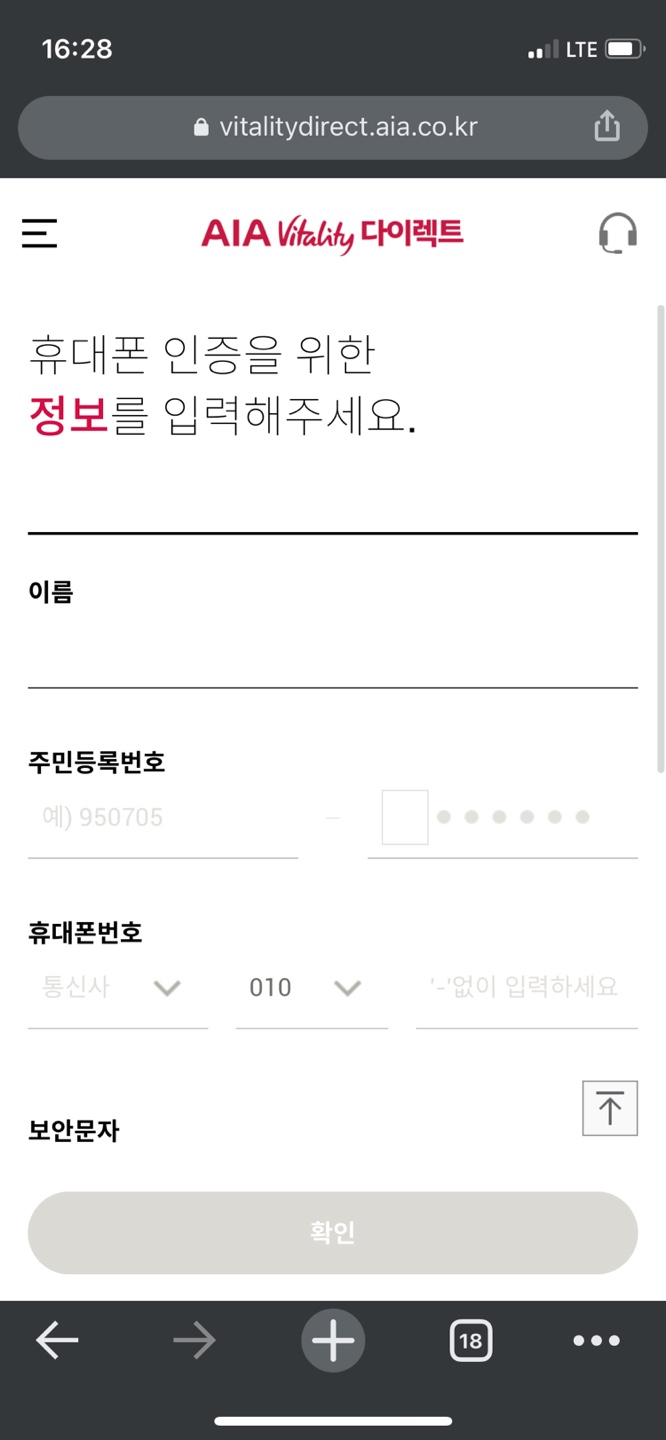 16:28
LTE
vitalitydirect.aia.co.kr
AIA Vitality 다이렉트
휴대폰 인증을 위한
정보를 입력해주세요.
이름
주민등록번호
예) 950705 –
휴대폰번호
통신사 010 '-'없이 입력하세요
보안문자
확인
18